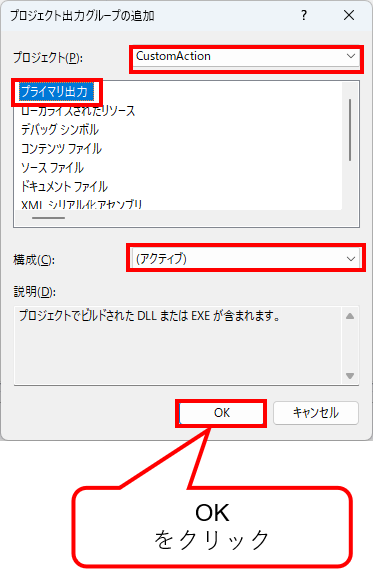 プロジェクト出力グループの追加
プロジェクト(P):
CustomAction
プライマリ出力
ローカライズされたリソース
デバッグ シンボル
コンテンツ ファイル
ソース ファイル
ドキュメント ファイル
XML シリアル化アセンブリ
構成(C):
(アクティブ)
説明(D):
プロジェクトでビルドされた DLL または EXE が含まれます。
OK
キャンセル
OK
をクリック